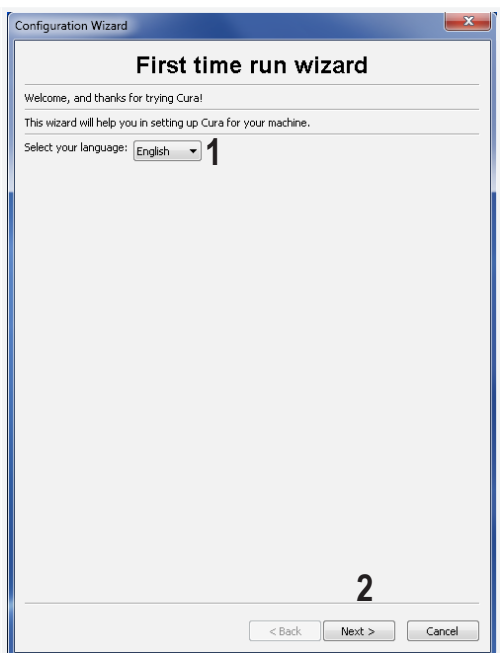 Configuration Wizard
First time run wizard
Welcome, and thanks for trying Cura!
This wizard will help you in setting up Cura for your machine.
Select your language: English 1
2
< Back Next > Cancel